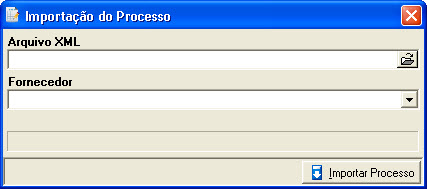 Importação do Processo
Arquivo XML
Fornecedor
Importar Processo